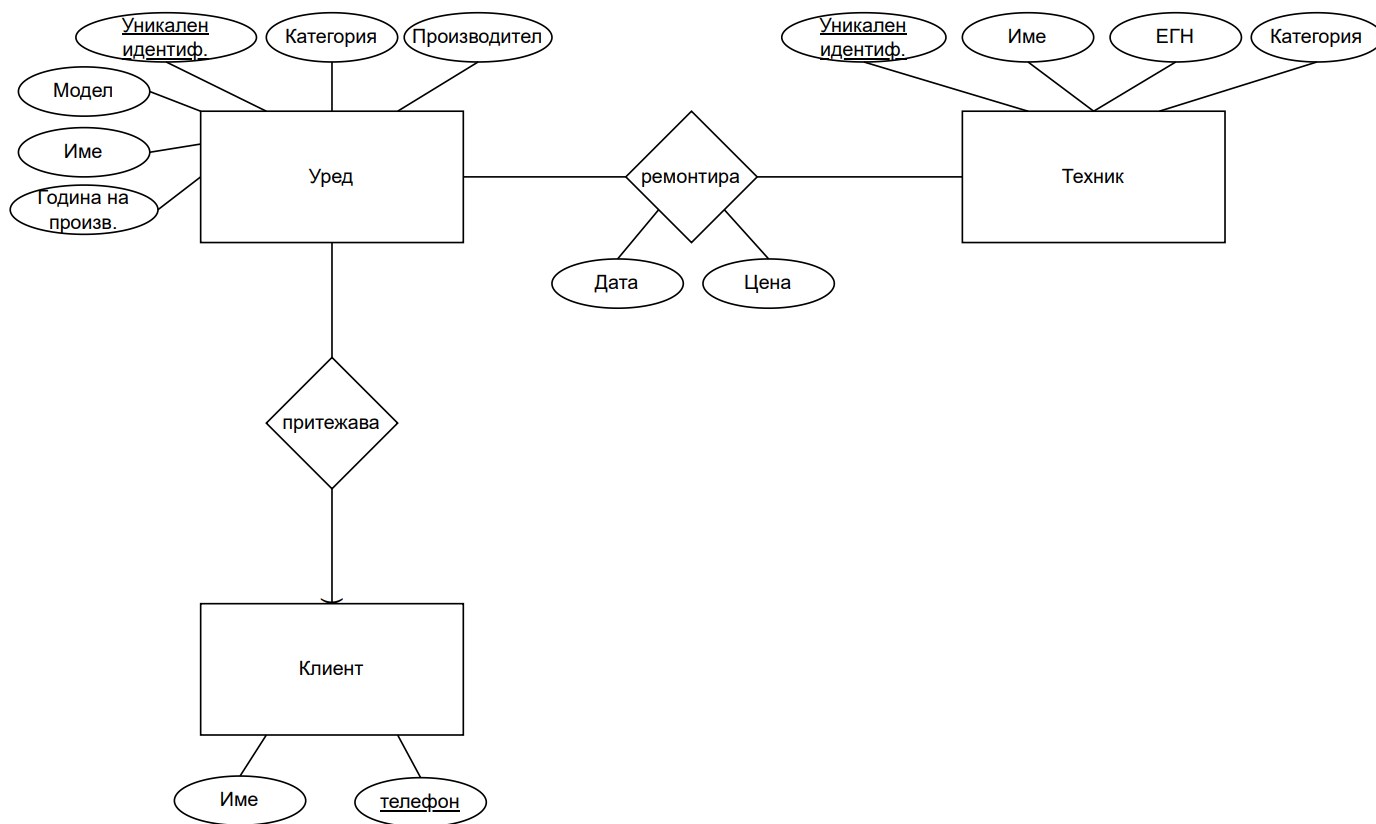 Уникален
идентиф.
Категория
Производител
Модел
Име
Година на
произв.
Уред
ремонтира
Дата
Цена
Уникален
идентиф.
Име
ЕГН
Категория
Техник
притежава
Клиент
Име
телефон